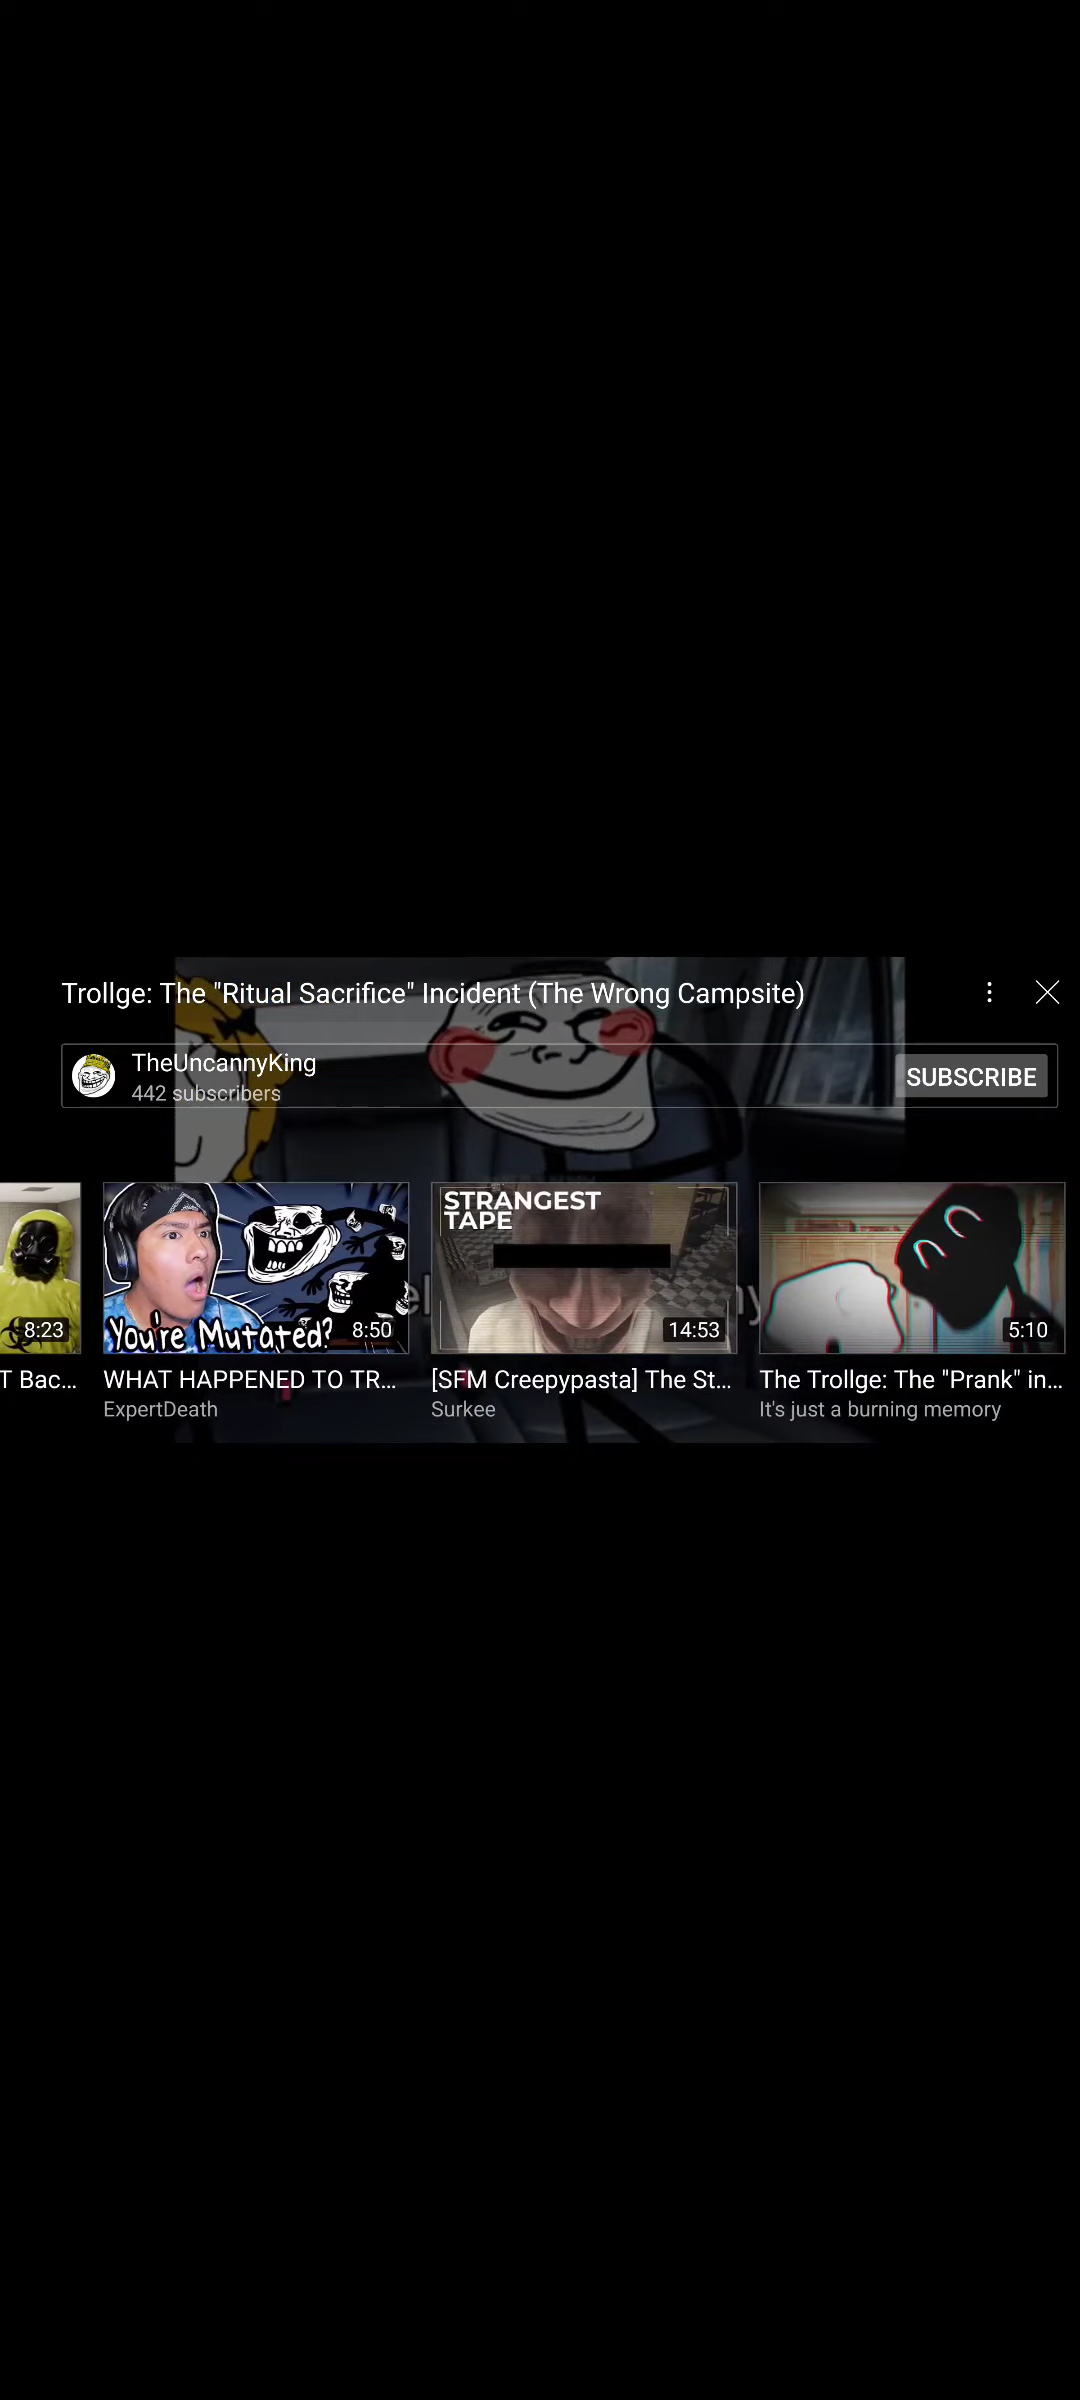 Trollge: The "Ritual Sacrifice" Incident (The Wrong Campsite)
TheUncannyKing
442 subscribers
SUBSCRIBE
8:23
T Bac...
You're Mutated?
8:50
WHAT HAPPENED TO TR...
ExpertDeath
STRANGEST
TAPE
14:53
[SFM Creepypasta] The St...
Surkee
5:10
The Trollge: The "Prank" in...
It's just a burning memory